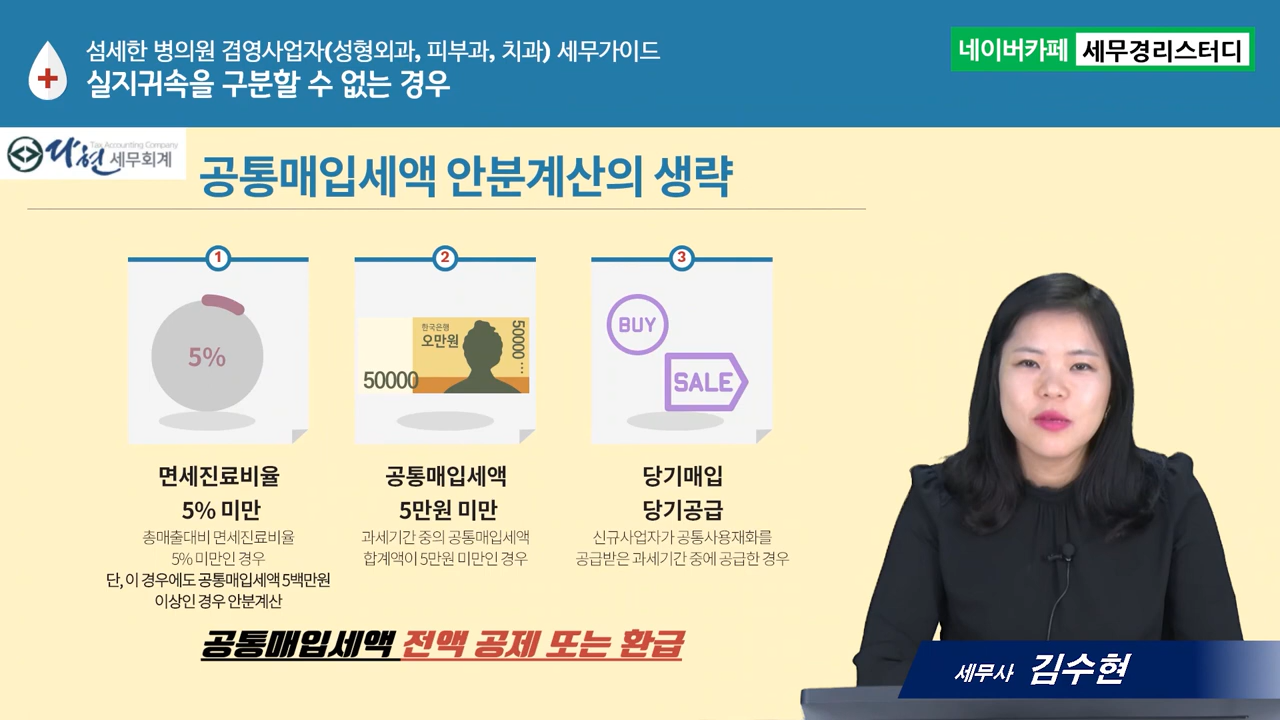 섬세한 병의원 겸영사업자(성형외과, 피부과, 치과) 세무가이드
실지귀속을 구분할 수 없는 경우
네이버카페 세무경리스터디
Tax Accounting Company
다현 세무회계
공통매입세액 안분계산의 생략
1
5%
면세진료비율
5% 미만
총매출대비 면세진료비율
5% 미만인 경우
단, 이 경우에도 공통매입세액 5백만원
이상인 경우 안분계산
2
한국은행
오만원
50000
50000
공통매입세액
5만원 미만
과세기간 중의 공통매입세액
합계액이 5만원 미만인 경우
3
BUY
SALE
당기매입
당기공급
신규사업자가 공통사용재화를
공급받은 과세기간 중에 공급한 경우
공통매입세액 전액 공제 또는 환급
세무사 김수현